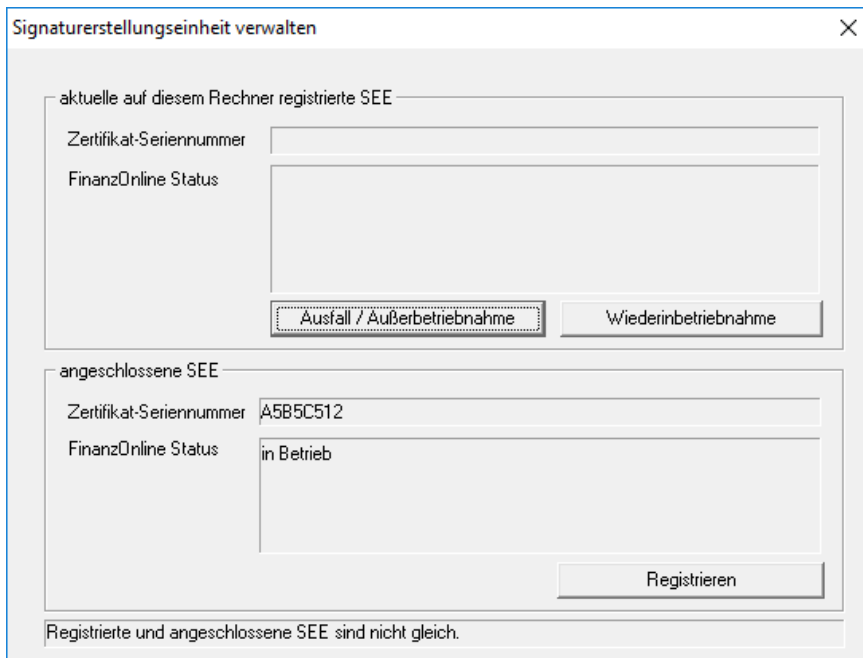 Signaturerstellungseinheit verwalten
aktuelle auf diesem Rechner registrierte SEE
Zertifikat-Seriennummer
FinanzOnline Status
Ausfall / Außerbetriebnahme
Wiederinbetriebnahme
angeschlossene SEE
Zertifikat-Seriennummer A5B5C512
FinanzOnline Status in Betrieb
Registrieren
Registrierte und angeschlossene SEE sind nicht gleich.